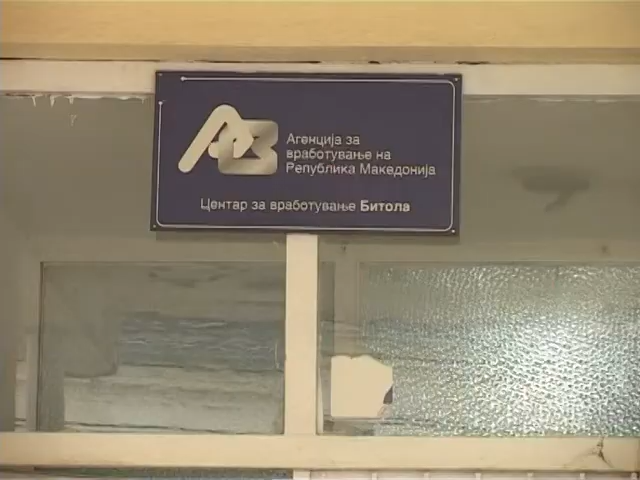 АВ
Агенција за
вработување на
Република Македонија
Центар за вработување Битола